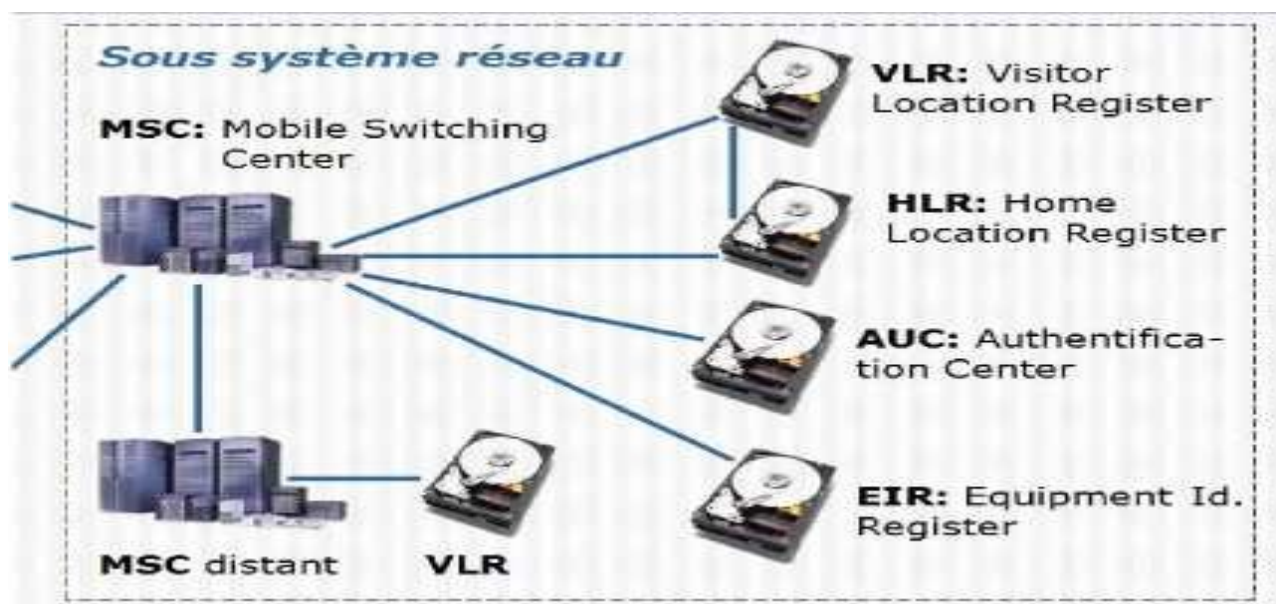 Sous système réseau
MSC: Mobile Switching
Center
VLR: Visitor
Location Register
HLR: Home
Location Register
AUC: Authentifica-
tion Center
EIR: Equipment Id.
Register
MSC distant
VLR